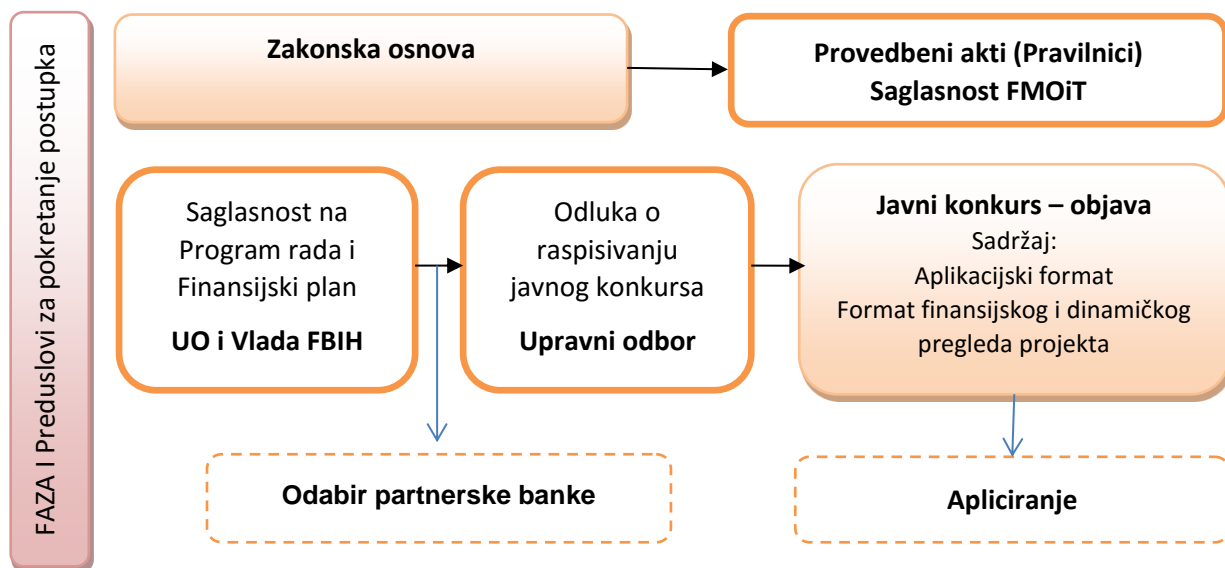 FAZA I Preduslovi za pokretanje postupka
Zakonska osnova
Provedbeni akti (Pravilnici)
Saglasnost FMOiT
Saglasnost na
Program rada i
Finansijski plan
UO i Vlada FBIH
Odluka o
raspisivanju
javnog konkursa
Upravni odbor
Javni konkurs – objava
Sadržaj:
Aplikacijski format
Format finansijskog i dinamičkog
pregleda projekta
Odabir partnerske banke
Apliciranje